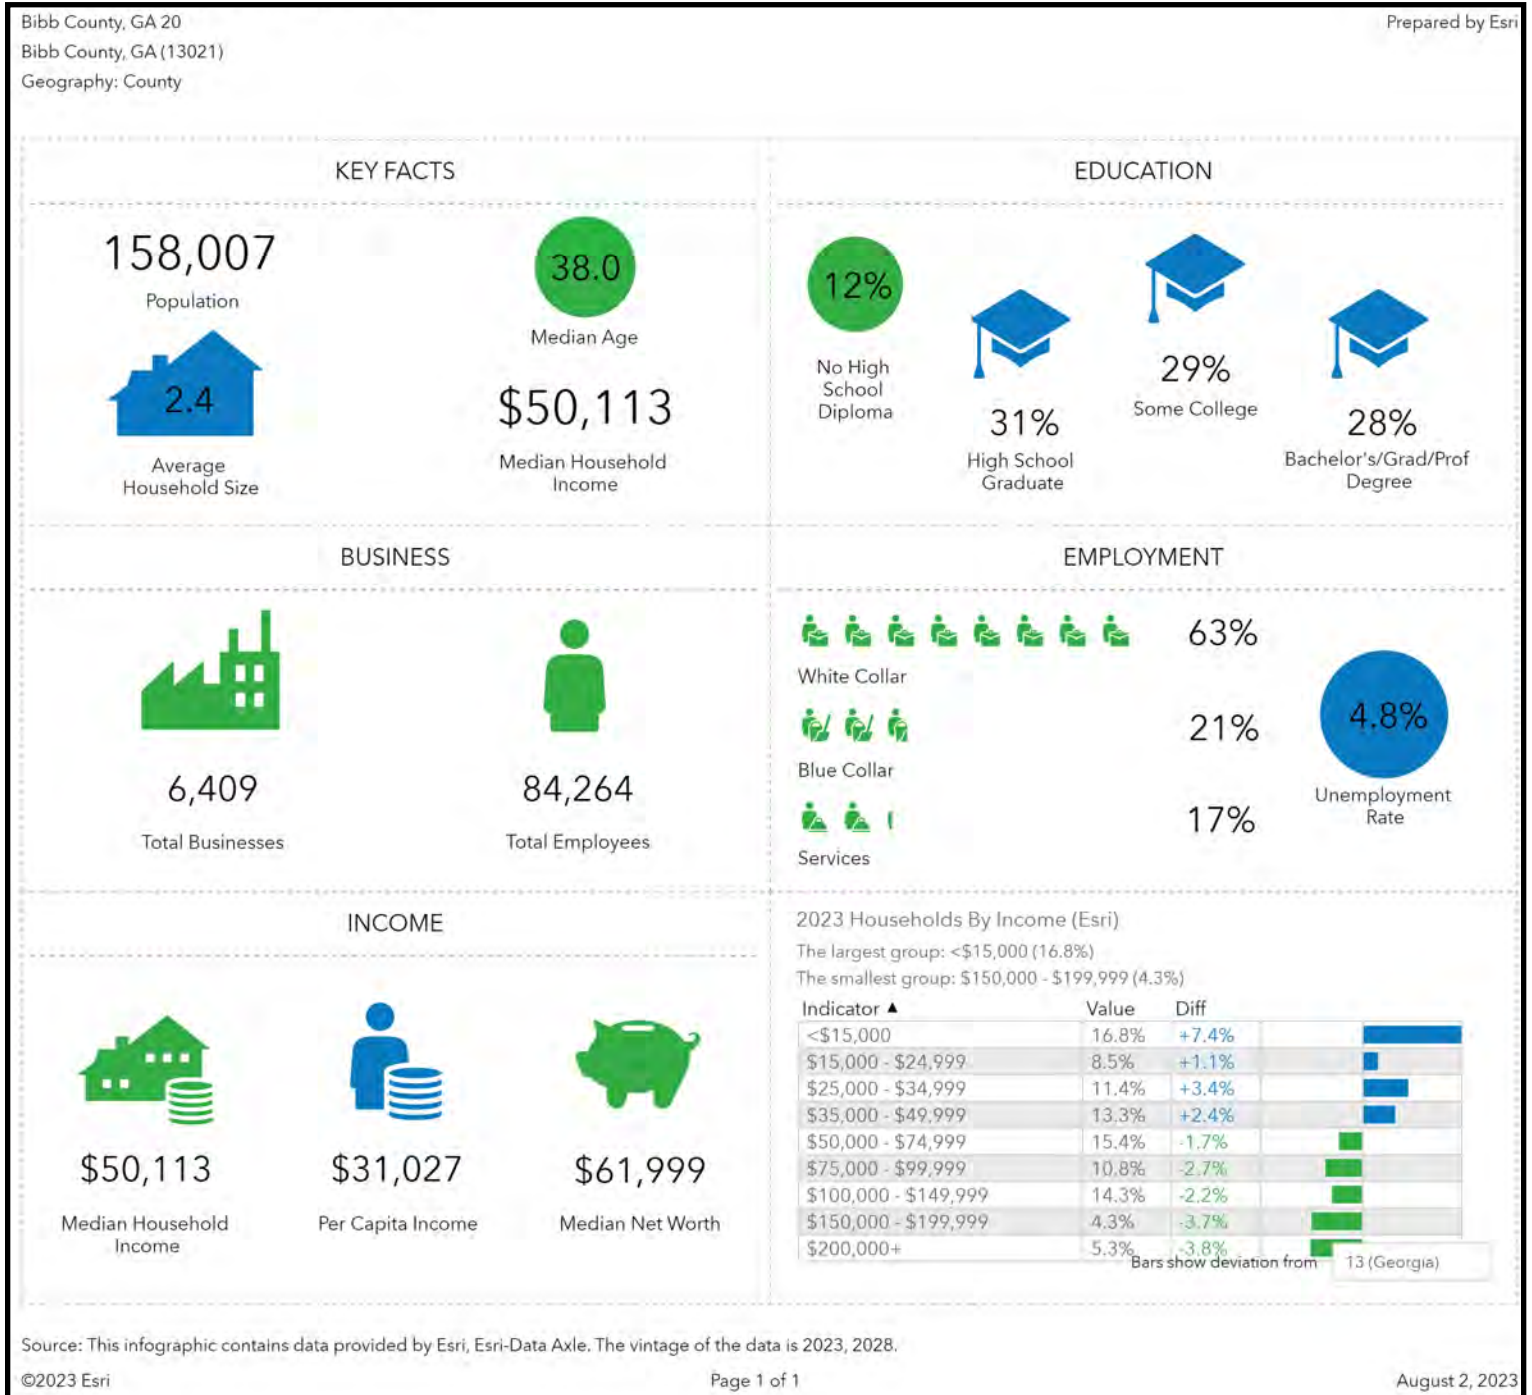 Bibb County, GA 20
Prepared by Esri
Bibb County, GA (13021)
Geography: County
KEY FACTS
158,007
Population
38.0
Median Age
2.4
Average
Household Size
$50,113
Median Household
Income
EDUCATION
12%
No High
School
Diploma
31%
High School
Graduate
29%
Some College
28%
Bachelor's/Grad/Prof
Degree
BUSINESS
6,409
Total Businesses
84,264
Total Employees
EMPLOYMENT
63%
White Collar
21%
Blue Collar
17%
Services
4.8%
Unemployment
Rate
INCOME
$50,113
Median Household
Income
$31,027
Per Capita Income
$61,999
Median Net Worth
2023 Households By Income (Esri)
The largest group: <$15,000 (16.8%)
The smallest group: $150,000 - $199,999 (4.3%)
Indicator ▲ Value Diff
<$15,000 16.8% +7.4%
$15,000 - $24,999 8.5% +1.1%
$25,000 - $34,999 11.4% +3.4%
$35,000 - $49,999 13.3% +2.4%
$50,000 - $74,999 15.4% -1.7%
$75,000 - $99,999 10.8% -2.7%
$100,000 - $149,999 14.3% -2.2%
$150,000 - $199,999 4.3% -3.7%
$200,000+ 5.3% -3.8%
Bars show deviation from 13 (Georgia)
Source: This infographic contains data provided by Esri, Esri-Data Axle. The vintage of the data is 2023, 2028.
©2023 Esri Page 1 of 1 August 2, 2023